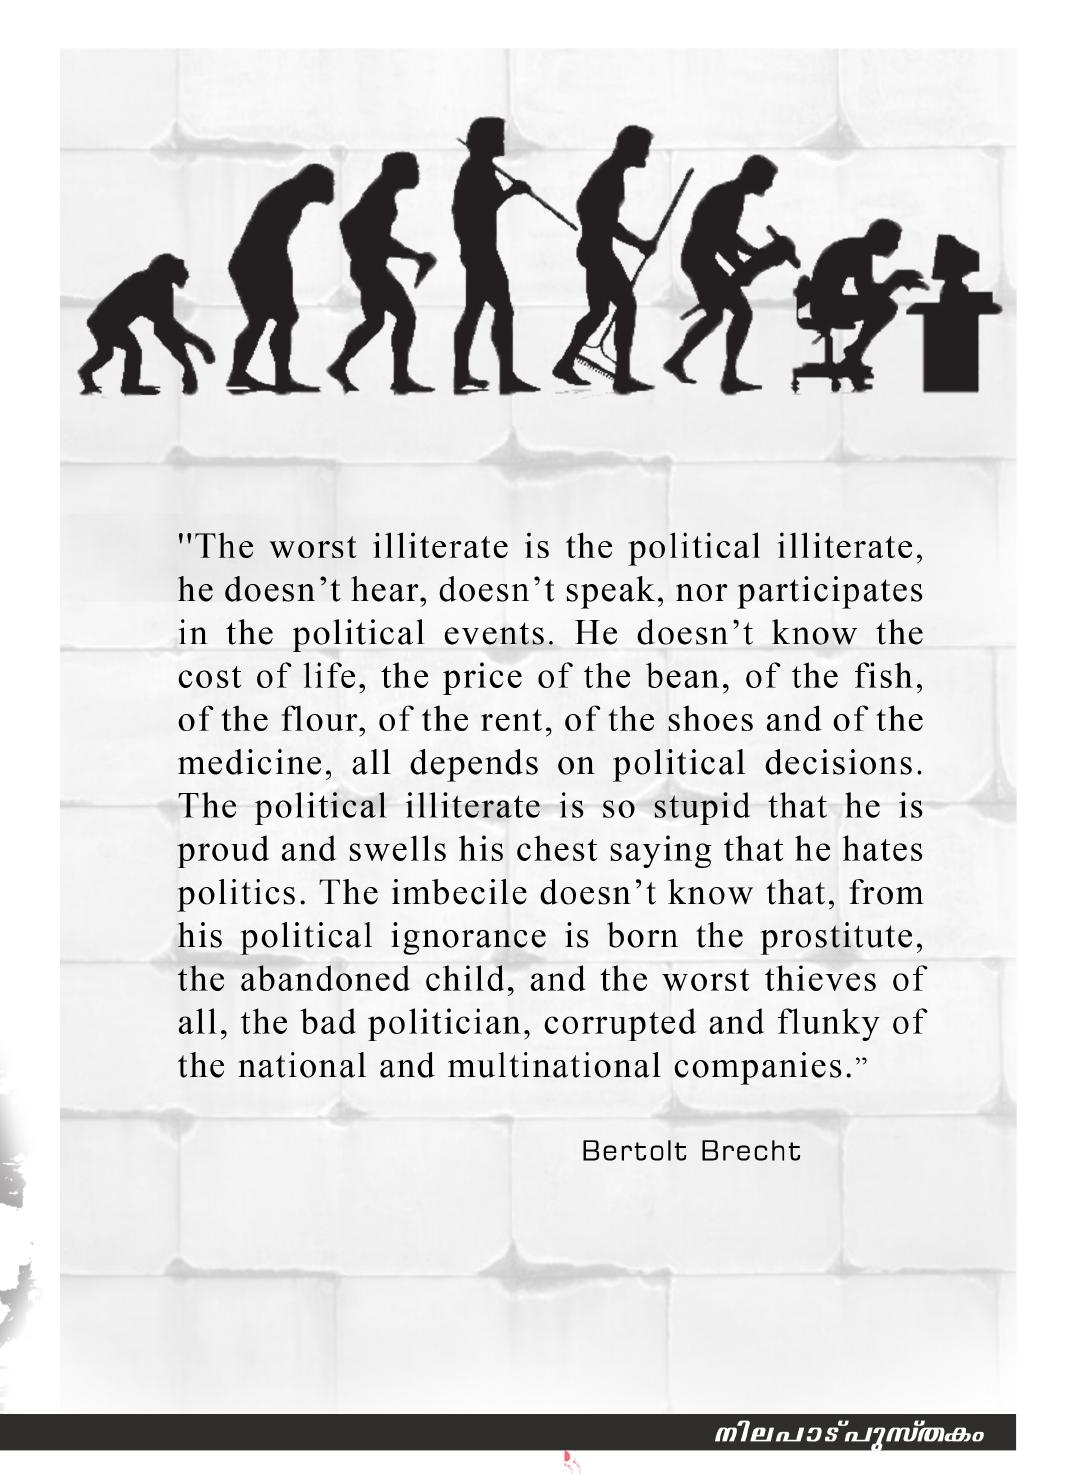 "The worst illiterate is the political illiterate,
he doesn’t hear, doesn’t speak, nor participates
in the political events. He doesn’t know the
cost of life, the price of the bean, of the fish,
of the flour, of the rent, of the shoes and of the
medicine, all depends on political decisions.
The political illiterate is so stupid that he is
proud and swells his chest saying that he hates
politics. The imbecile doesn’t know that, from
his political ignorance is born the prostitute,
the abandoned child, and the worst thieves of
all, the bad politician, corrupted and flunky of
the national and multinational companies.”
Bertolt Brecht
നിലപാട് പുസ്തകം